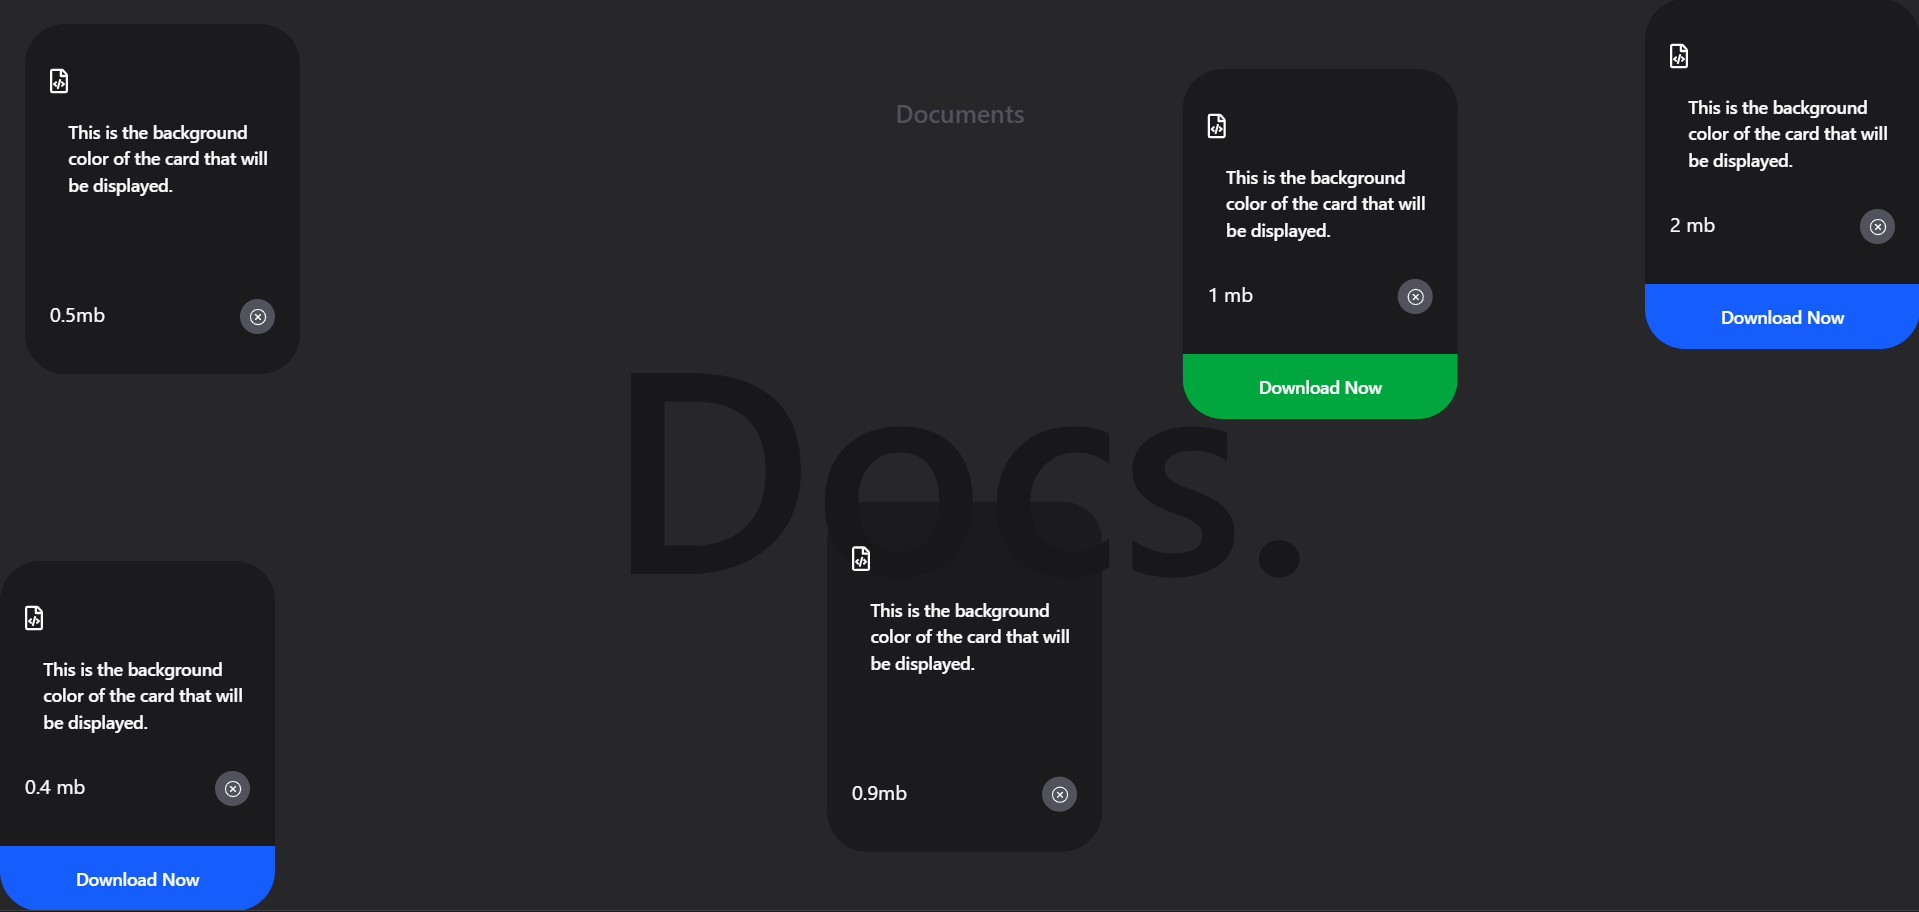 Documents
Docs.
This is the background
color of the card that will
be displayed.
0.5mb
This is the background
color of the card that will
be displayed.
1 mb
Download Now
This is the background
color of the card that will
be displayed.
2 mb
Download Now
This is the background
color of the card that will
be displayed.
0.4 mb
Download Now
This is the background
color of the card that will
be displayed.
0.9mb